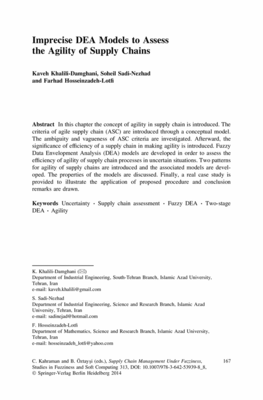 Imprecise DEA Models to Assess
the Agility of Supply Chains
Kaveh Khalili-Damghani, Soheil Sadi-Nezhad
and Farhad Hosseinzadeh-Lotfi
Abstract In this chapter the concept of agility in supply chain is introduced. The
criteria of agile supply chain (ASC) are introduced through a conceptual model.
The ambiguity and vagueness of ASC criteria are investigated. Afterward, the
significance of efficiency of a supply chain in making agility is introduced. Fuzzy
Data Envelopment Analysis (DEA) models are developed in order to assess the
efficiency of agility of supply chain processes in uncertain situations. Two patterns
for agility of supply chains are introduced and the associated models are devel-
oped. The properties of the models are discussed. Finally, a real case study is
provided to illustrate the application of proposed procedure and conclusion
remarks are drawn.
Keywords Uncertainty · Supply chain assessment · Fuzzy DEA · Two-stage
DEA · Agility
K. Khalili-Damghani (✉)
Department of Industrial Engineering, South-Tehran Branch, Islamic Azad University,
Tehran, Iran
e-mail: kaveh.khalili@gmail.com
S. Sadi-Nezhad
Department of Industrial Engineering, Science and Research Branch, Islamic Azad
University, Tehran, Iran
e-mail: sadinejad@hotmail.com
F. Hosseinzadeh-Lotfi
Department of Mathematics, Science and Research Branch, Islamic Azad University,
Tehran, Iran
e-mail: hosseinzadeh_lotfi@yahoo.com
C. Kahraman and B. Öztayşi (eds.), Supply Chain Management Under Fuzziness, 167
Studies in Fuzziness and Soft Computing 313, DOI: 10.1007/978-3-642-53939-8_8,
© Springer-Verlag Berlin Heidelberg 2014